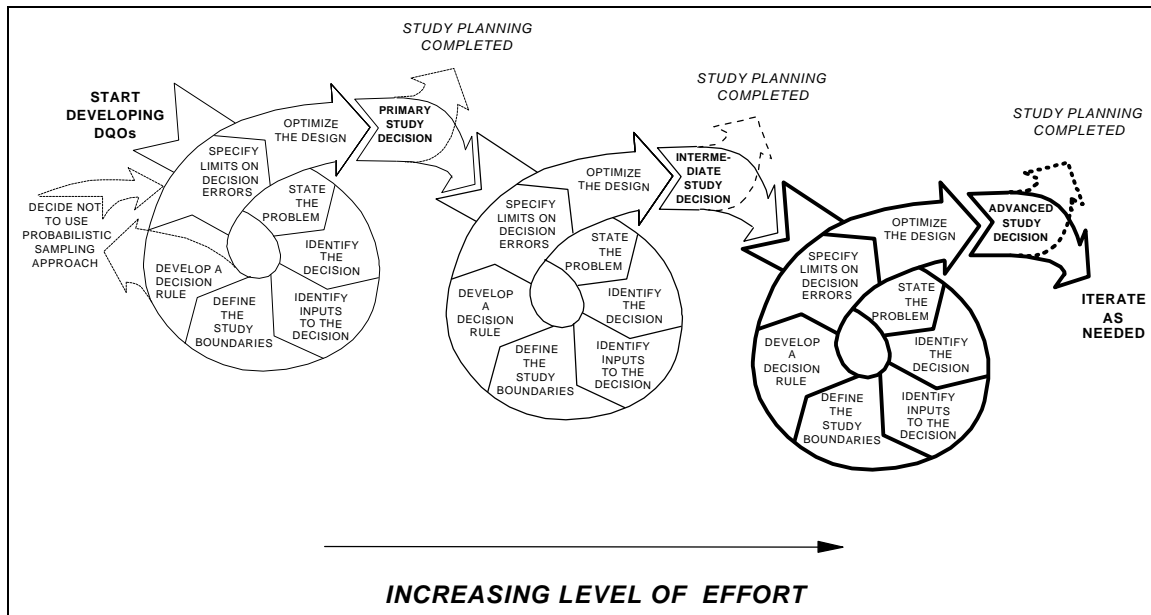 STUDY PLANNING
COMPLETED
START
DEVELOPING
DQOs
DECIDE NOT
TO USE
PROBABILISTIC
SAMPLING
APPROACH
OPTIMIZE
THE DESIGN
PRIMARY
STUDY
DECISION
SPECIFY
LIMITS ON
DECISION
ERRORS
STATE
THE
PROBLEM
IDENTIFY
THE
DECISION
IDENTIFY
INPUTS
TO THE
DECISION
DEFINE
THE
STUDY
BOUNDARIES
DEVELOP A
DECISION
RULE
STUDY PLANNING
COMPLETED
OPTIMIZE
THE DESIGN
INTERME-
DIATE
STUDY
DECISION
SPECIFY
LIMITS ON
DECISION
ERRORS
STATE
THE
PROBLEM
IDENTIFY
THE
DECISION
IDENTIFY
INPUTS
TO THE
DECISION
DEFINE
THE
STUDY
BOUNDARIES
DEVELOP
A
DECISION
RULE
STUDY PLANNING
COMPLETED
OPTIMIZE
THE DESIGN
ADVANCED
STUDY
DECISION
ITERATE
AS
NEEDED
SPECIFY
LIMITS ON
DECISION
ERRORS
STATE
THE
PROBLEM
IDENTIFY
THE
DECISION
IDENTIFY
INPUTS
TO THE
DECISION
DEFINE
THE
STUDY
BOUNDARIES
DEVELOP
A
DECISION
RULE
INCREASING LEVEL OF EFFORT